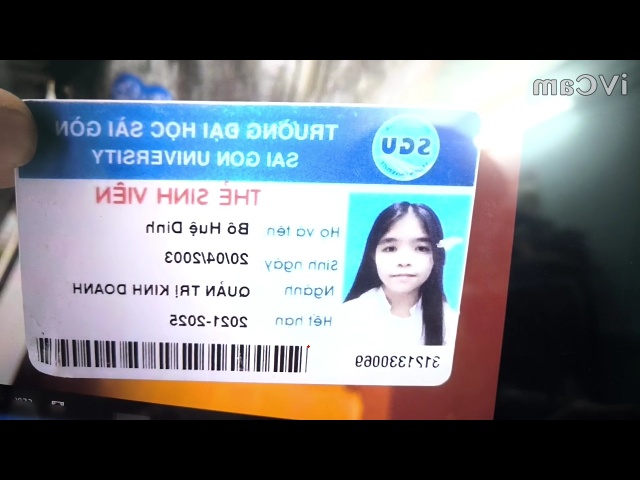 iVCam
TRƯỜNG ĐẠI HỌC SÀI GÒN
SAI GON UNIVERSITY
SGU
THẺ SINH VIÊN
Họ và tên Bô Huệ Dinh
Sinh ngày 20/04/2003
Ngành QUẢN TRỊ KINH DOANH
Hết hạn 2021-2025
3121330069